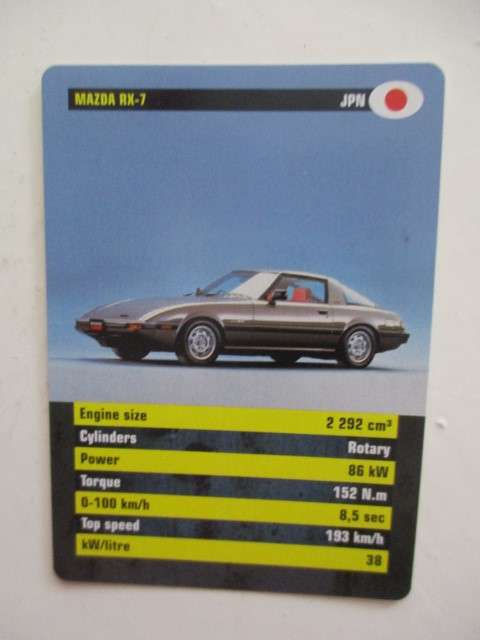 MAZDA RX-7 JPN
Engine size 2 292 cm³
Cylinders Rotary
Power 86 kW
Torque 152 N.m
0-100 km/h 8,5 sec
Top speed 193 km/h
kW/litre 38